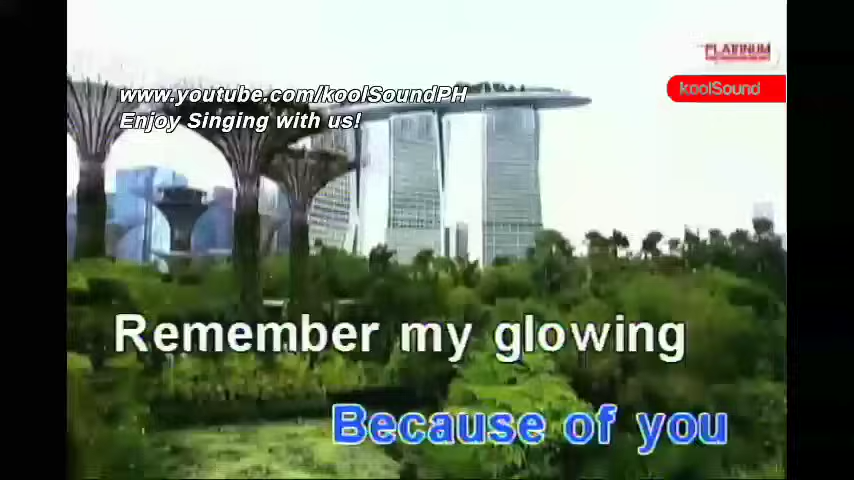 PLATINUM
koolSound
www.youtube.com/koolSoundPH
Enjoy Singing with us!
Remember my glowing
Because of you